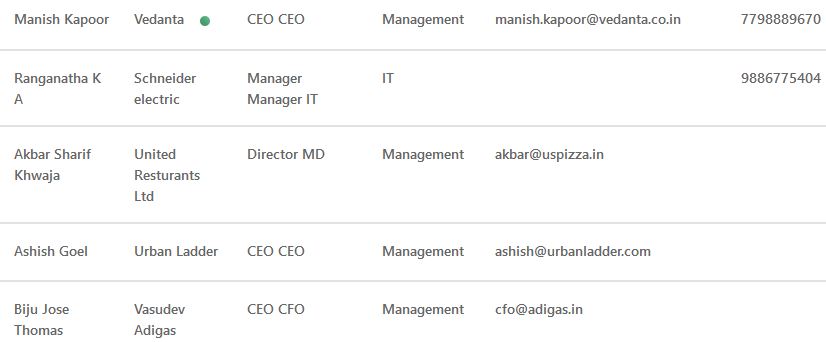 Manish Kapoor Vedanta CEO CEO Management manish.kapoor@vedanta.co.in 7798889670
Ranganatha K Schneider Manager IT 9886775404
A electric Manager IT
Akbar Sharif United Director MD Management akbar@uspizza.in
Khwaja Resturants
Ltd
Ashish Goel Urban Ladder CEO CEO Management ashish@urbanladder.com
Biju Jose Vasudev CEO CFO Management cfo@adigas.in
Thomas Adigas